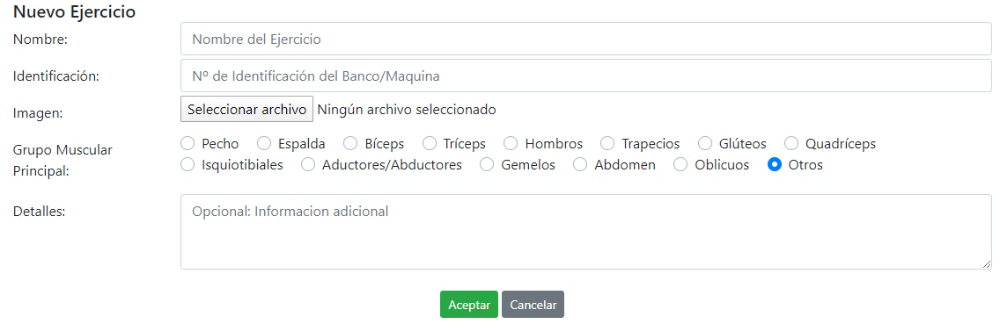 Nuevo Ejercicio
Nombre: Nombre del Ejercicio
Identificación: Nº de Identificación del Banco/Maquina
Imagen: Seleccionar archivo Ningún archivo seleccionado
Grupo Muscular Principal:
Pecho Espalda Bíceps Tríceps Hombros Trapecios Glúteos Quadríceps
Isquiotibiales Aductores/Abductores Gemelos Abdomen Oblicuos Otros
Detalles: Opcional: Informacion adicional
Aceptar Cancelar